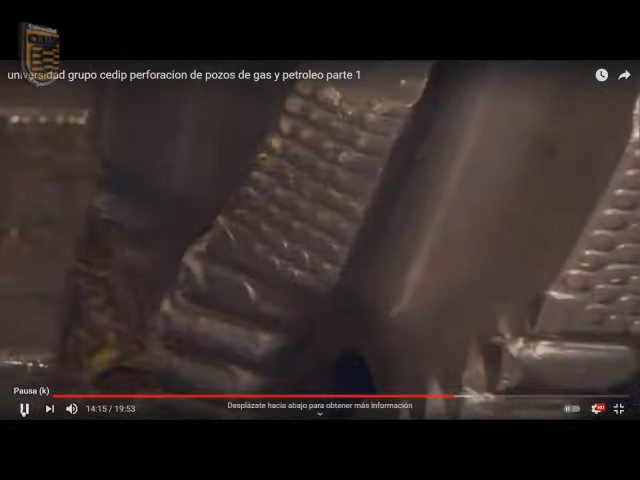 universidad grupo cedip perforacion de pozos de gas y petroleo parte 1
Pausa (k)
14:15 / 19:53
Desplázate hacia abajo para obtener más información
HD